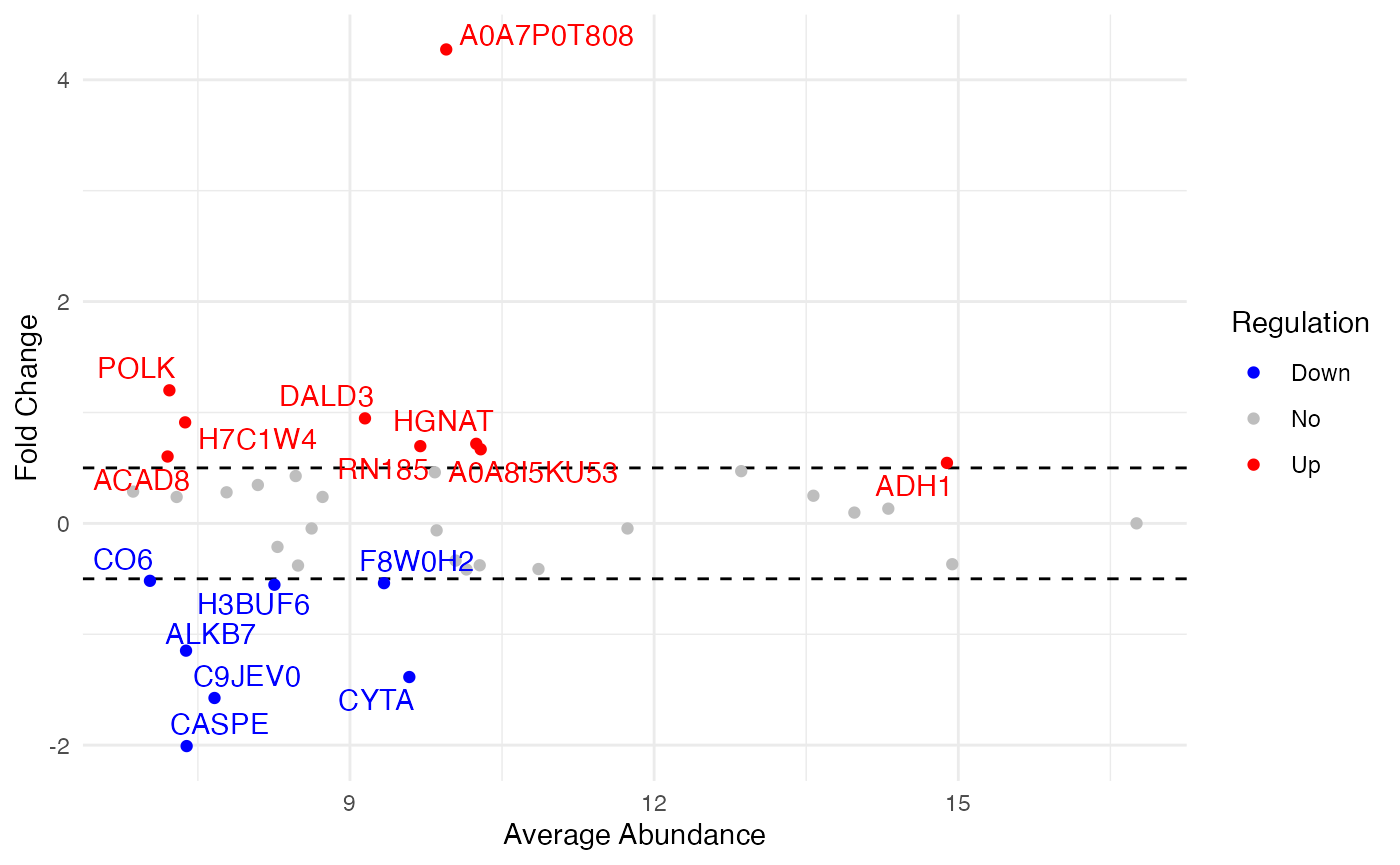 A0A7P0T808
4
2
POLK
DALD3
HGNAT
H7C1W4
RN185
A0A8I5KU53
ACAD8
ADH1
0
CO6
F8W0H2
H3BUF6
ALKB7
C9JEV0
CYTA
CASPE
-2
9
12
15
Average Abundance
Fold Change
Regulation
Down
No
Up